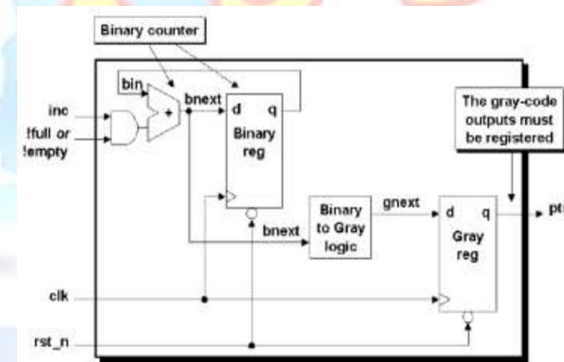 Binary counter
bin
bnext
inc
!full or
!empty
+
d q
Binary
reg
The gray-code
outputs must
be registered
Binary
to Gray
logic
gnext
bnext
d q
Gray
reg
ptr
clk
rst_n